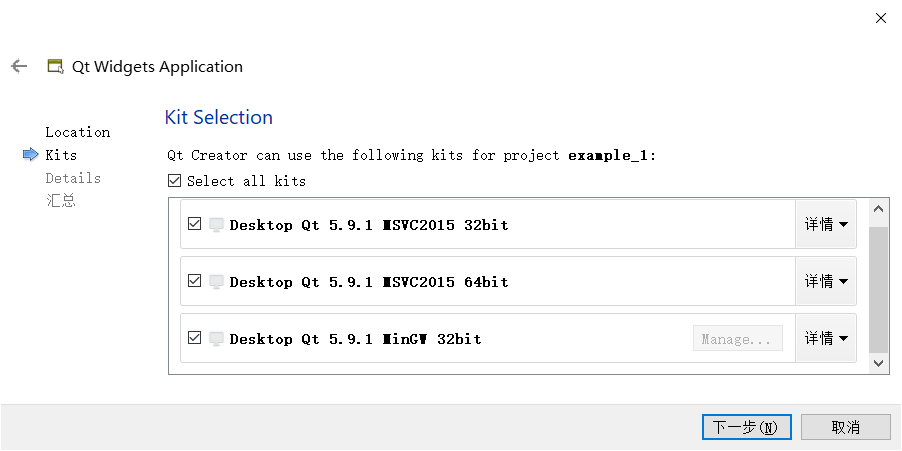 Qt Widgets Application
Location
Kits
Details
汇总
Kit Selection
Qt Creator can use the following kits for project example_1:
Select all kits
Desktop Qt 5.9.1 MSVC2015 32bit 详情
Desktop Qt 5.9.1 MSVC2015 64bit 详情
Desktop Qt 5.9.1 MinGW 32bit Manage... 详情
下一步(N) 取消